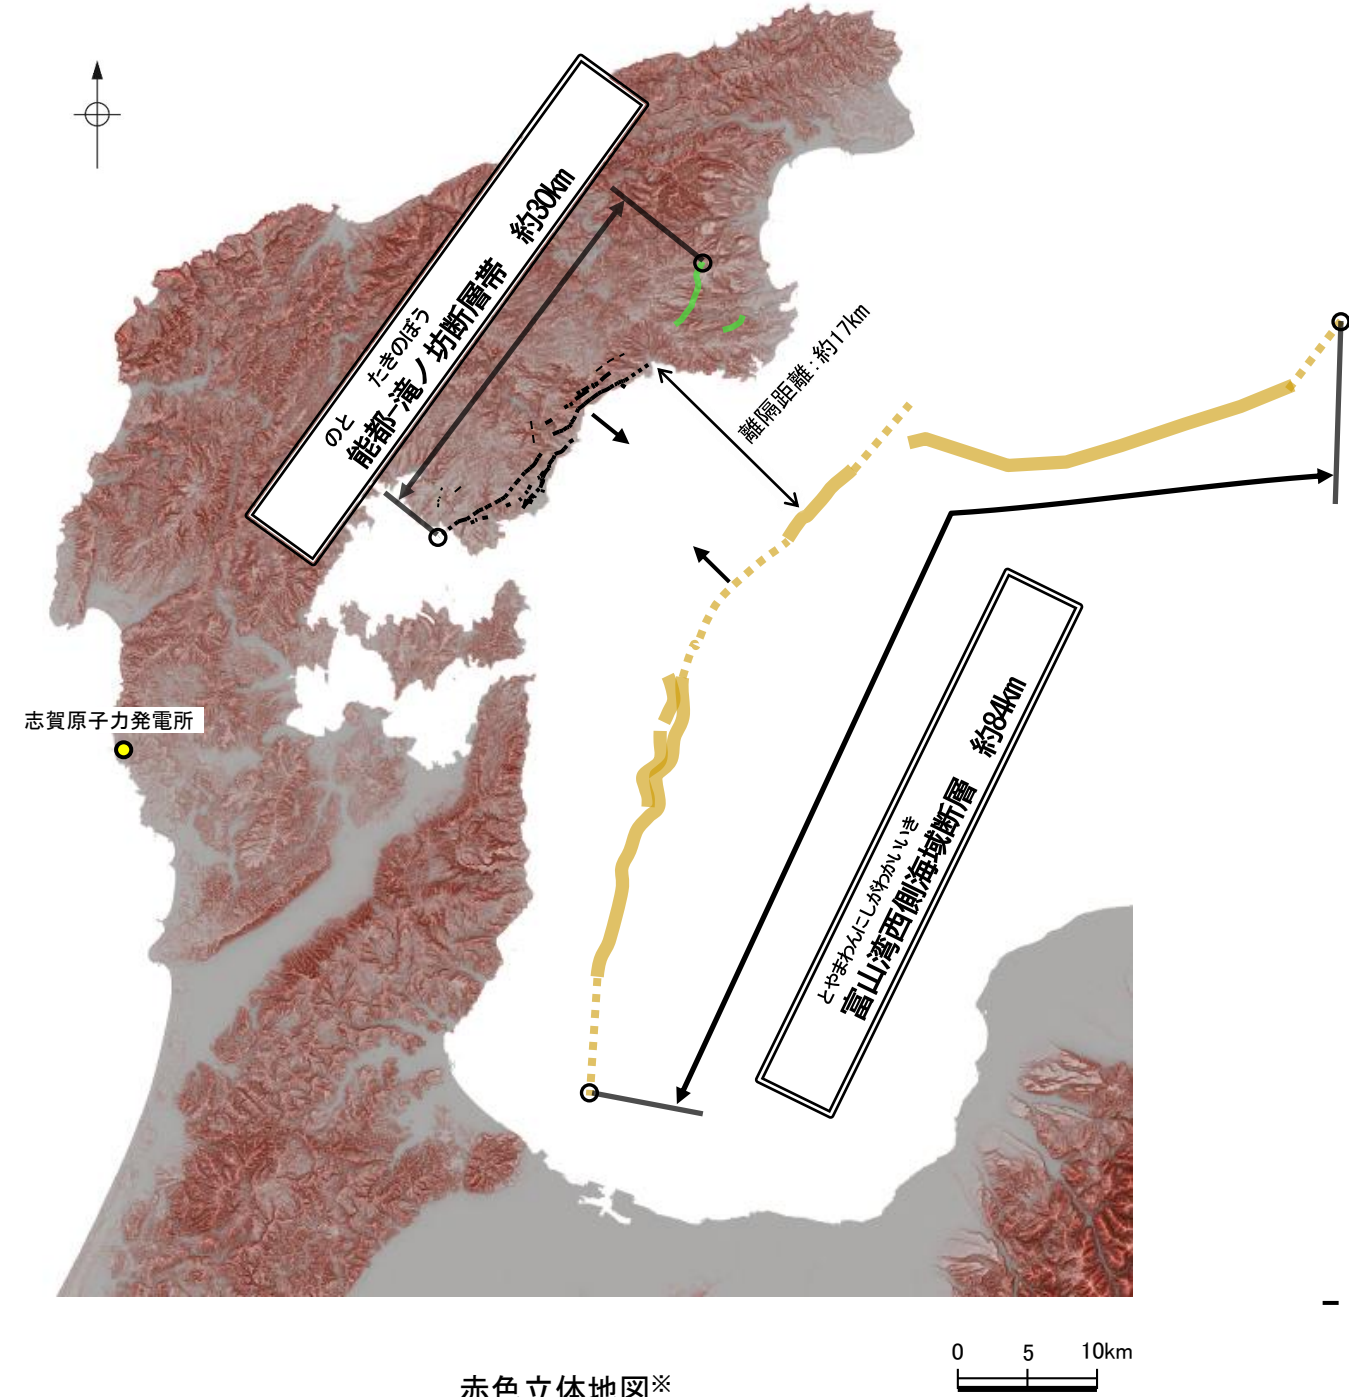 のと　たきのぼう
能都-滝ノ坊断層帯　約30km
離隔距離：約17km
志賀原子力発電所
とやまわんにしがわかいいき
富山湾西側海域断層　約84km
0 5 10km
赤色立体地図※